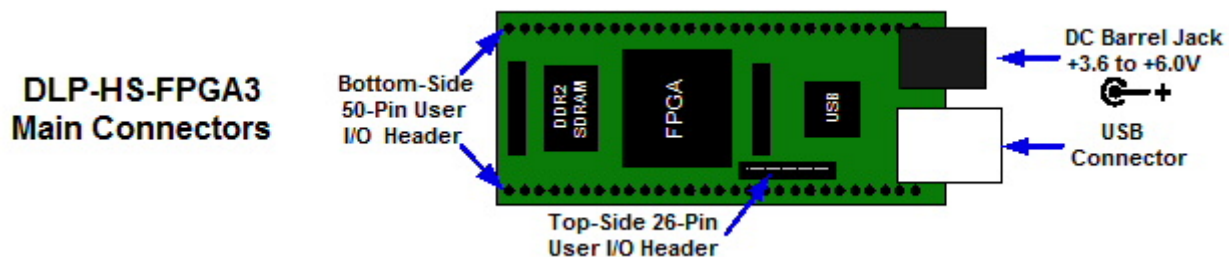 DLP-HS-FPGA3
Main Connectors
Bottom-Side
50-Pin User
I/O Header
DDR2
SDRAM
FPGA
USB
DC Barrel Jack
+3.6 to +6.0V
+
USB
Connector
Top-Side 26-Pin
User I/O Header